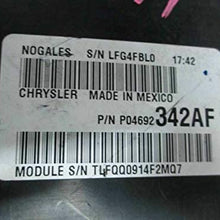 NOGALES S/N LFG4FBL0 17:42
CHRYSLER MADE IN MEXICO
P/N P04692342AF
MODULE S/N TLFQQ0914F2MQ7